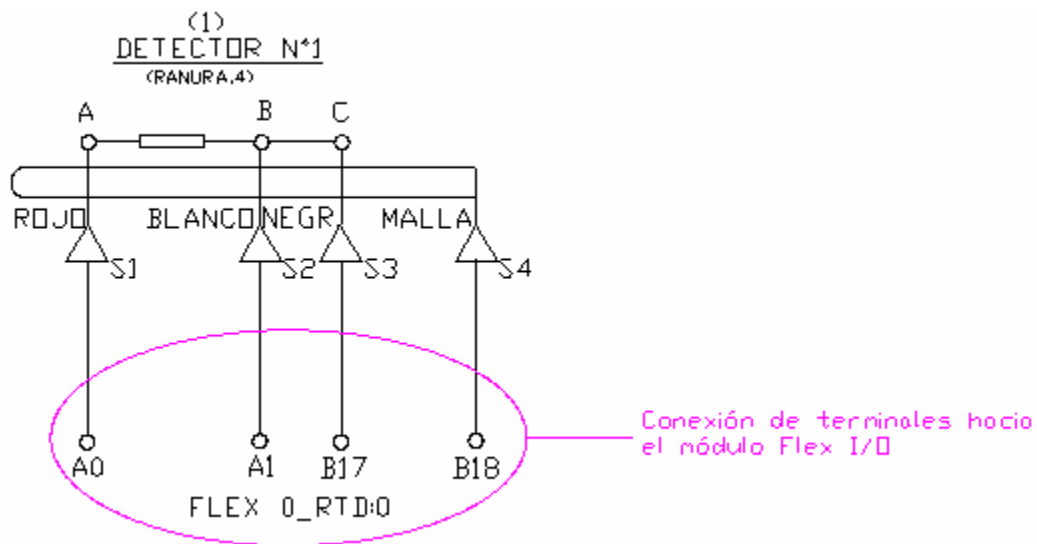 (1)
DETECTOR N°1
(RANURA,4)
A B C
ROJO BLANCO NEGR MALLA
S1 S2 S3 S4
Conexión de terminales hacia
el módulo Flex I/O
A0 A1 B17 B18
FLEX 0_RTD:0